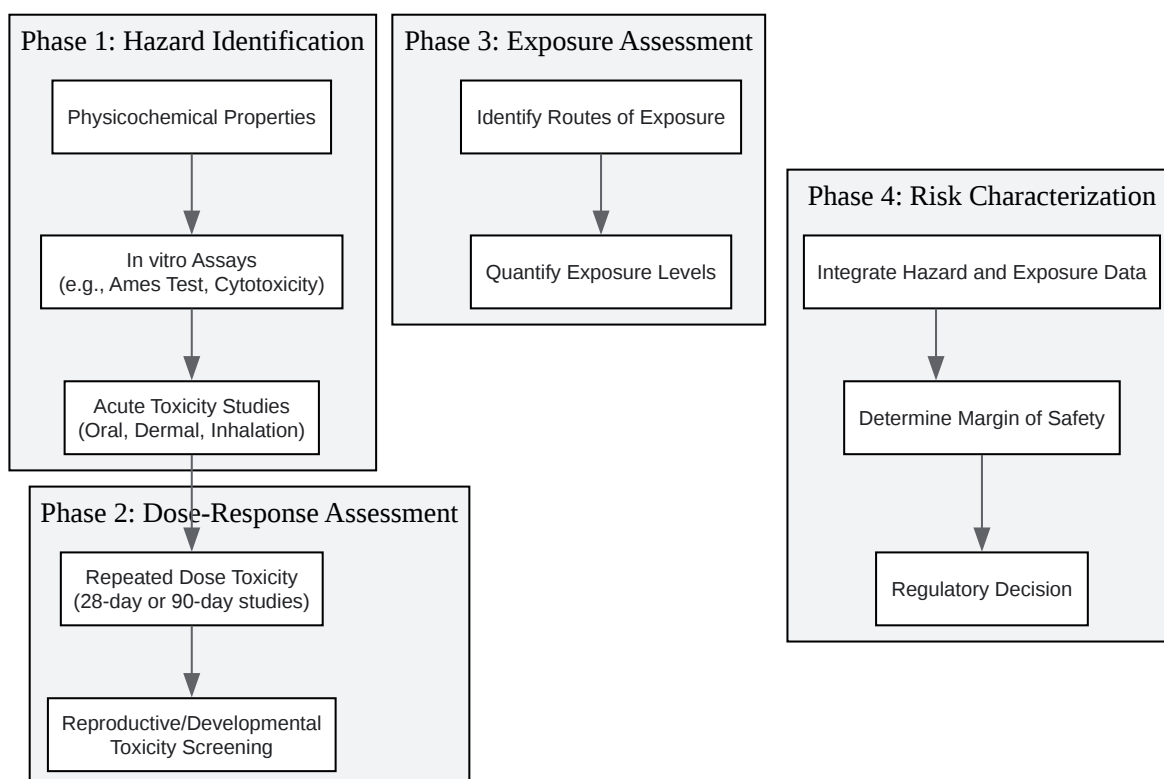 Phase 1: Hazard Identification
Physicochemical Properties
In vitro Assays
(e.g., Ames Test, Cytotoxicity)
Acute Toxicity Studies
(Oral, Dermal, Inhalation)
Phase 2: Dose-Response Assessment
Repeated Dose Toxicity
(28-day or 90-day studies)
Reproductive/Developmental
Toxicity Screening
Phase 3: Exposure Assessment
Identify Routes of Exposure
Quantify Exposure Levels
Phase 4: Risk Characterization
Integrate Hazard and Exposure Data
Determine Margin of Safety
Regulatory Decision